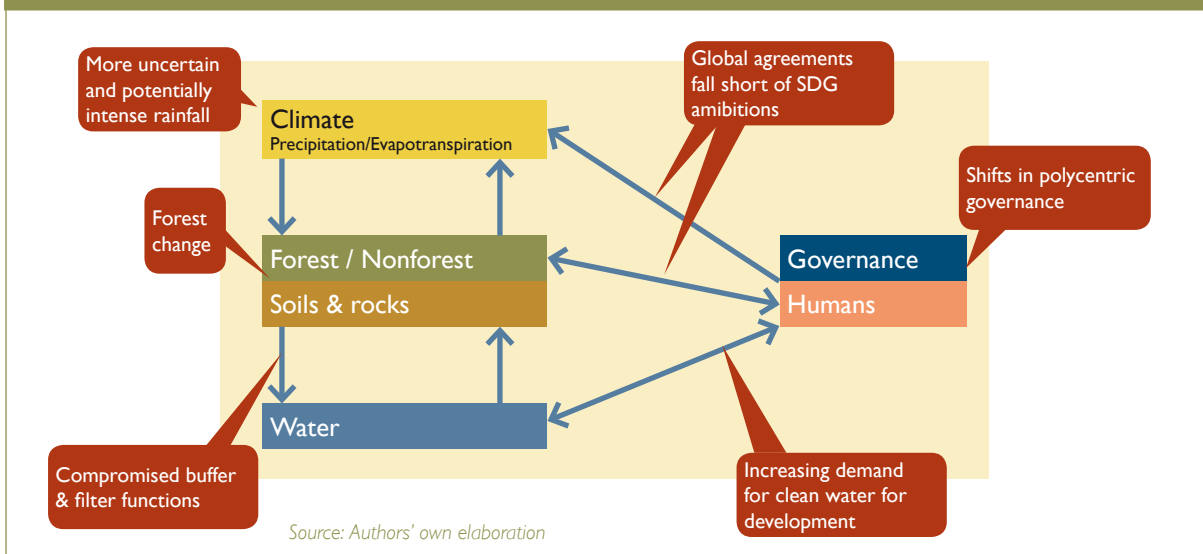 More uncertain
and potentially
intense rainfall
Global agreements
fall short of SDG
amibitions
Climate
Precipitation/Evapotranspiration
Shifts in polycentric
governance
Forest
change
Forest / Nonforest
Governance
Soils & rocks
Humans
Water
Compromised buffer
& filter functions
Increasing demand
for clean water for
development
Source: Authors' own elaboration